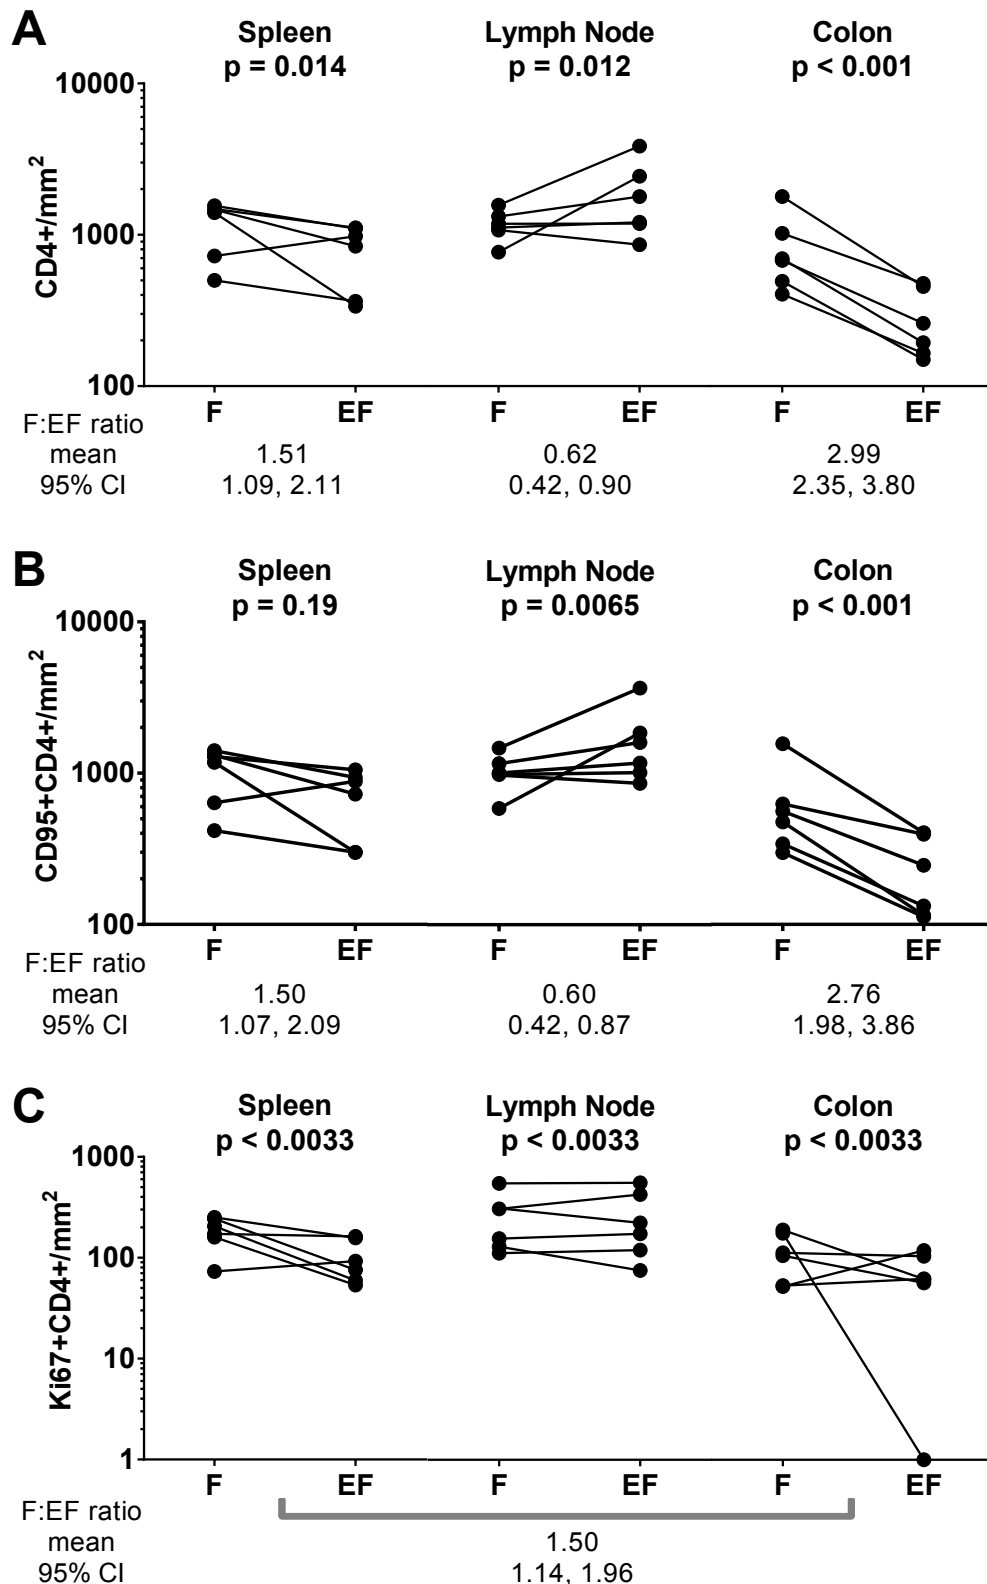 A
Spleen Lymph Node Colon
p = 0.014 p = 0.012 p < 0.001
10000
1000
100
CD4+/mm²
F EF F EF F EF
F:EF ratio
mean 1.51 0.62 2.99
95% CI 1.09, 2.11 0.42, 0.90 2.35, 3.80
B
Spleen Lymph Node Colon
p = 0.19 p = 0.0065 p < 0.001
10000
1000
100
CD95+CD4+/mm²
F EF F EF F EF
F:EF ratio
mean 1.50 0.60 2.76
95% CI 1.07, 2.09 0.42, 0.87 1.98, 3.86
C
Spleen Lymph Node Colon
p < 0.0033 p < 0.0033 p < 0.0033
1000
100
10
1
Ki67+CD4+/mm²
F EF F EF F EF
F:EF ratio
mean 1.50
95% CI 1.14, 1.96